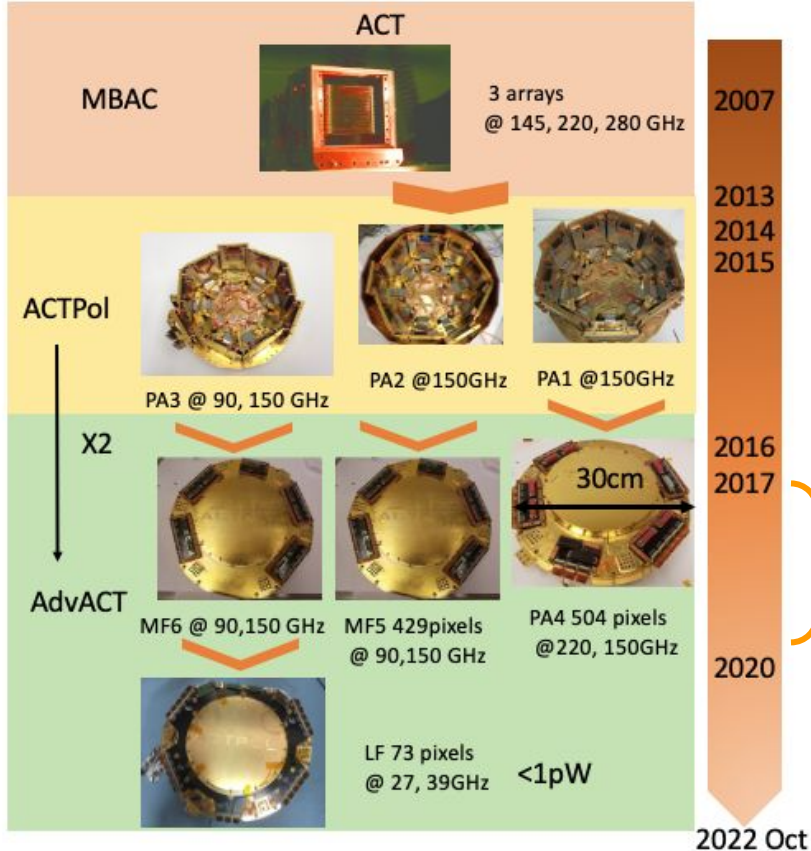 ACT
MBAC
3 arrays
@ 145, 220, 280 GHz
2007
2013
2014
2015
ACTPol
PA3 @ 90, 150 GHz
PA2 @150GHz
PA1 @150GHz
X2
2016
2017
30cm
AdvACT
MF6 @ 90,150 GHz
MF5 429pixels
@ 90,150 GHz
PA4 504 pixels
@220, 150GHz
2020
LF 73 pixels
@ 27, 39GHz
<1pW
2022 Oct